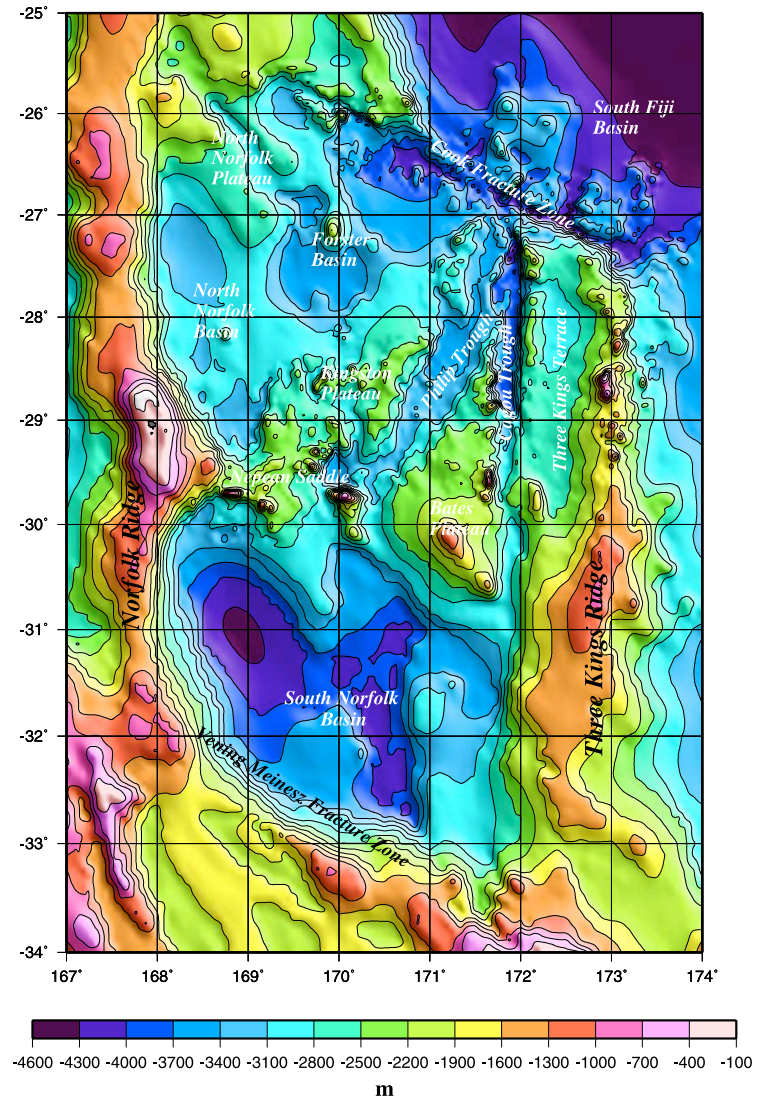 -25˚
-26˚
-27˚
-28˚
-29˚
-30˚
-31˚
-32˚
-33˚
-34˚
South Fiji
Basin
North
Norfolk
Plateau
Cook Fracture Zone
Forster
Basin
North
Norfolk
Basin
Kingston
Plateau
Philip Trough
Cagou Trough
Three Kings Terrace
Nepean Saddle
Bates
Plateau
Norfolk Ridge
Three Kings Ridge
South Norfolk
Basin
Vening Meinesz Fracture Zone
167˚ 168˚ 169˚ 170˚ 171˚ 172˚ 173˚ 174˚
-4600 -4300 -4000 -3700 -3400 -3100 -2800 -2500 -2200 -1900 -1600 -1300 -1000 -700 -400 -100
m